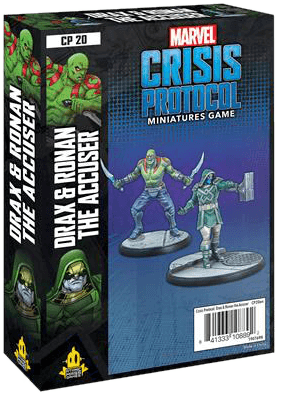 CP 20
DRAX & RONAN
THE ACCUSER
DRAX & RONAN
THE ACCUSER
MARVEL
CRISIS
PROTOCOL
MINIATURES GAME